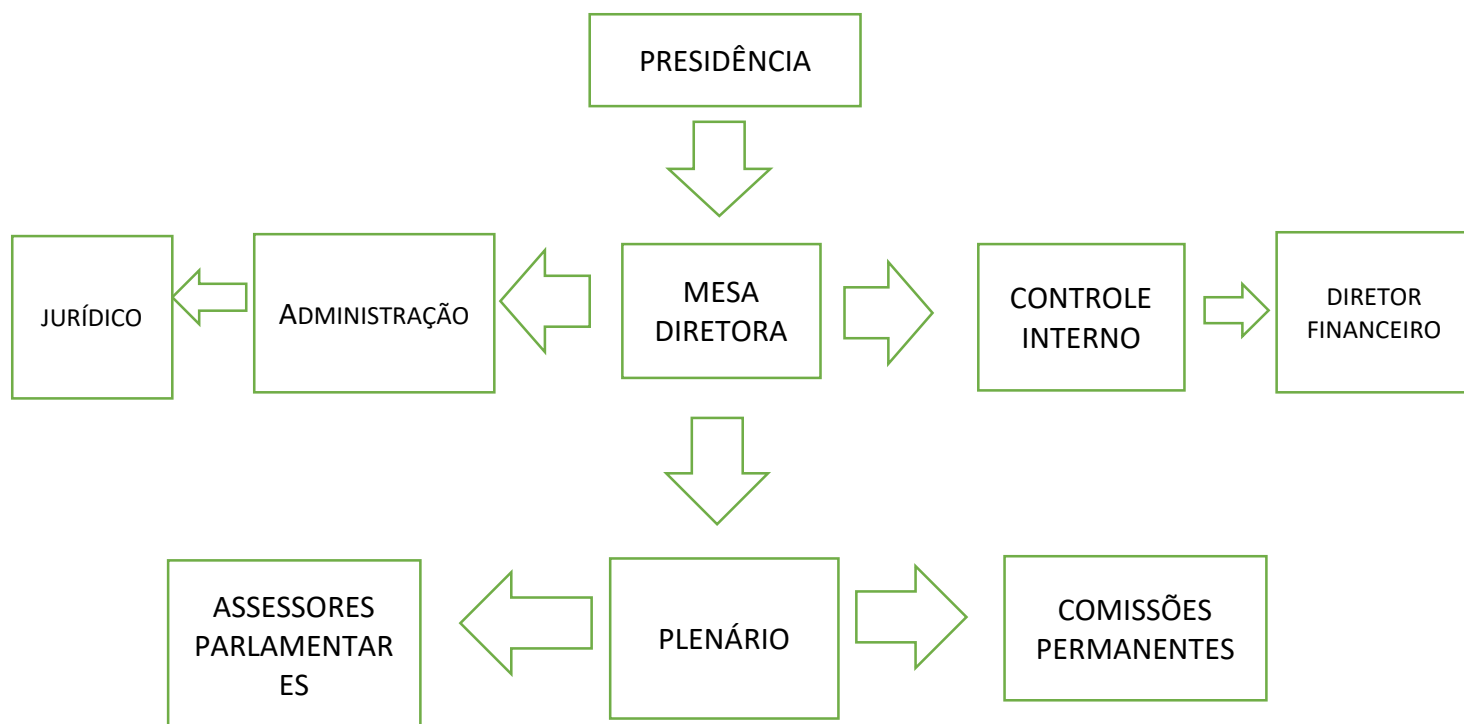 PRESIDÊNCIA
JURÍDICO
ADMINISTRAÇÃO
MESA
DIRETORA
CONTROLE
INTERNO
DIRETOR
FINANCEIRO
ASSESSORES
PARLAMENTAR
ES
PLENÁRIO
COMISSÕES
PERMANENTES